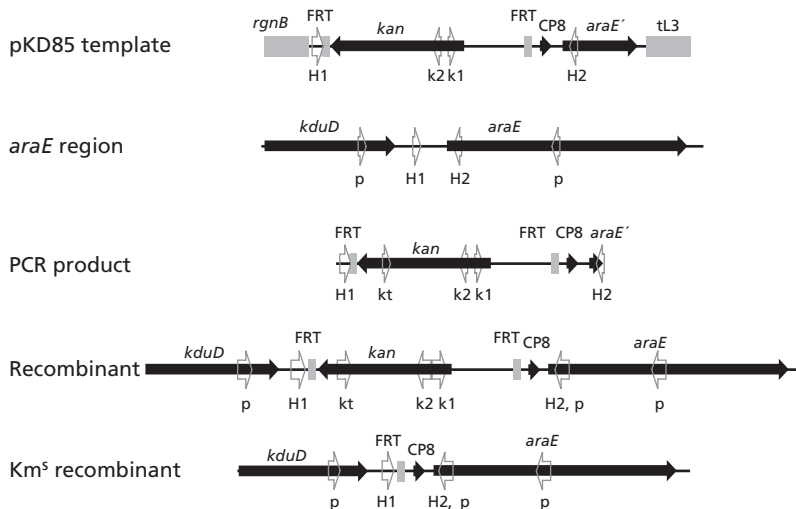 rgnB FRT kan FRT CP8 araE′ tL3
pKD85 template
H1 k2 k1 H2
kduD araE
araE region
p H1 H2 p
FRT kan FRT CP8 araE′
PCR product
H1 kt k2 k1 H2
kduD FRT kan FRT CP8 araE
Recombinant
p H1 kt k2 k1 H2, p p
kduD FRT CP8 araE
Kmˢ recombinant
p H1 H2, p p